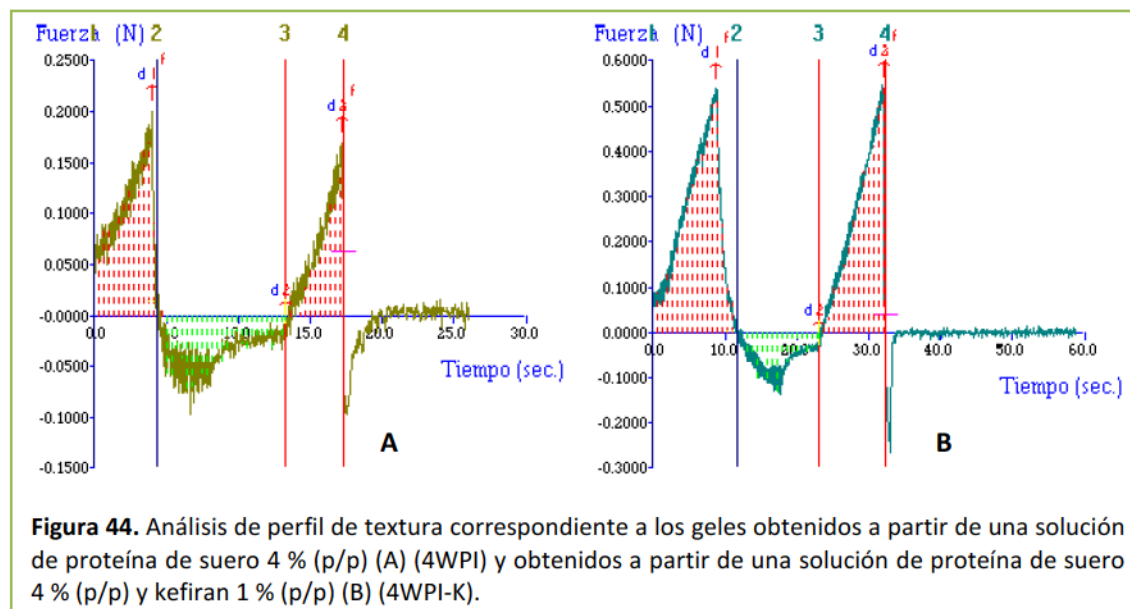 Fuerza (N)
1 2 3 4
d f
d 2 f
0.2500
0.2000
0.1500
0.1000
0.0500
-0.0000
-0.0500
-0.1000
-0.1500
d 2
0.0 5.0 10.0 15.0 20.0 25.0 30.0
Tiempo (sec.)
A
Fuerza (N)
1 2 3 4
d f
d 2 f
0.6000
0.5000
0.4000
0.3000
0.2000
0.1000
0.0000
-0.1000
-0.2000
-0.3000
d 2
0.0 10.0 20.0 30.0 40.0 50.0 60.0
Tiempo (sec.)
B
Figura 44. Análisis de perfil de textura correspondiente a los geles obtenidos a partir de una solución
de proteína de suero 4 % (p/p) (A) (4WPI) y obtenidos a partir de una solución de proteína de suero
4 % (p/p) y kefiran 1 % (p/p) (B) (4WPI-K).